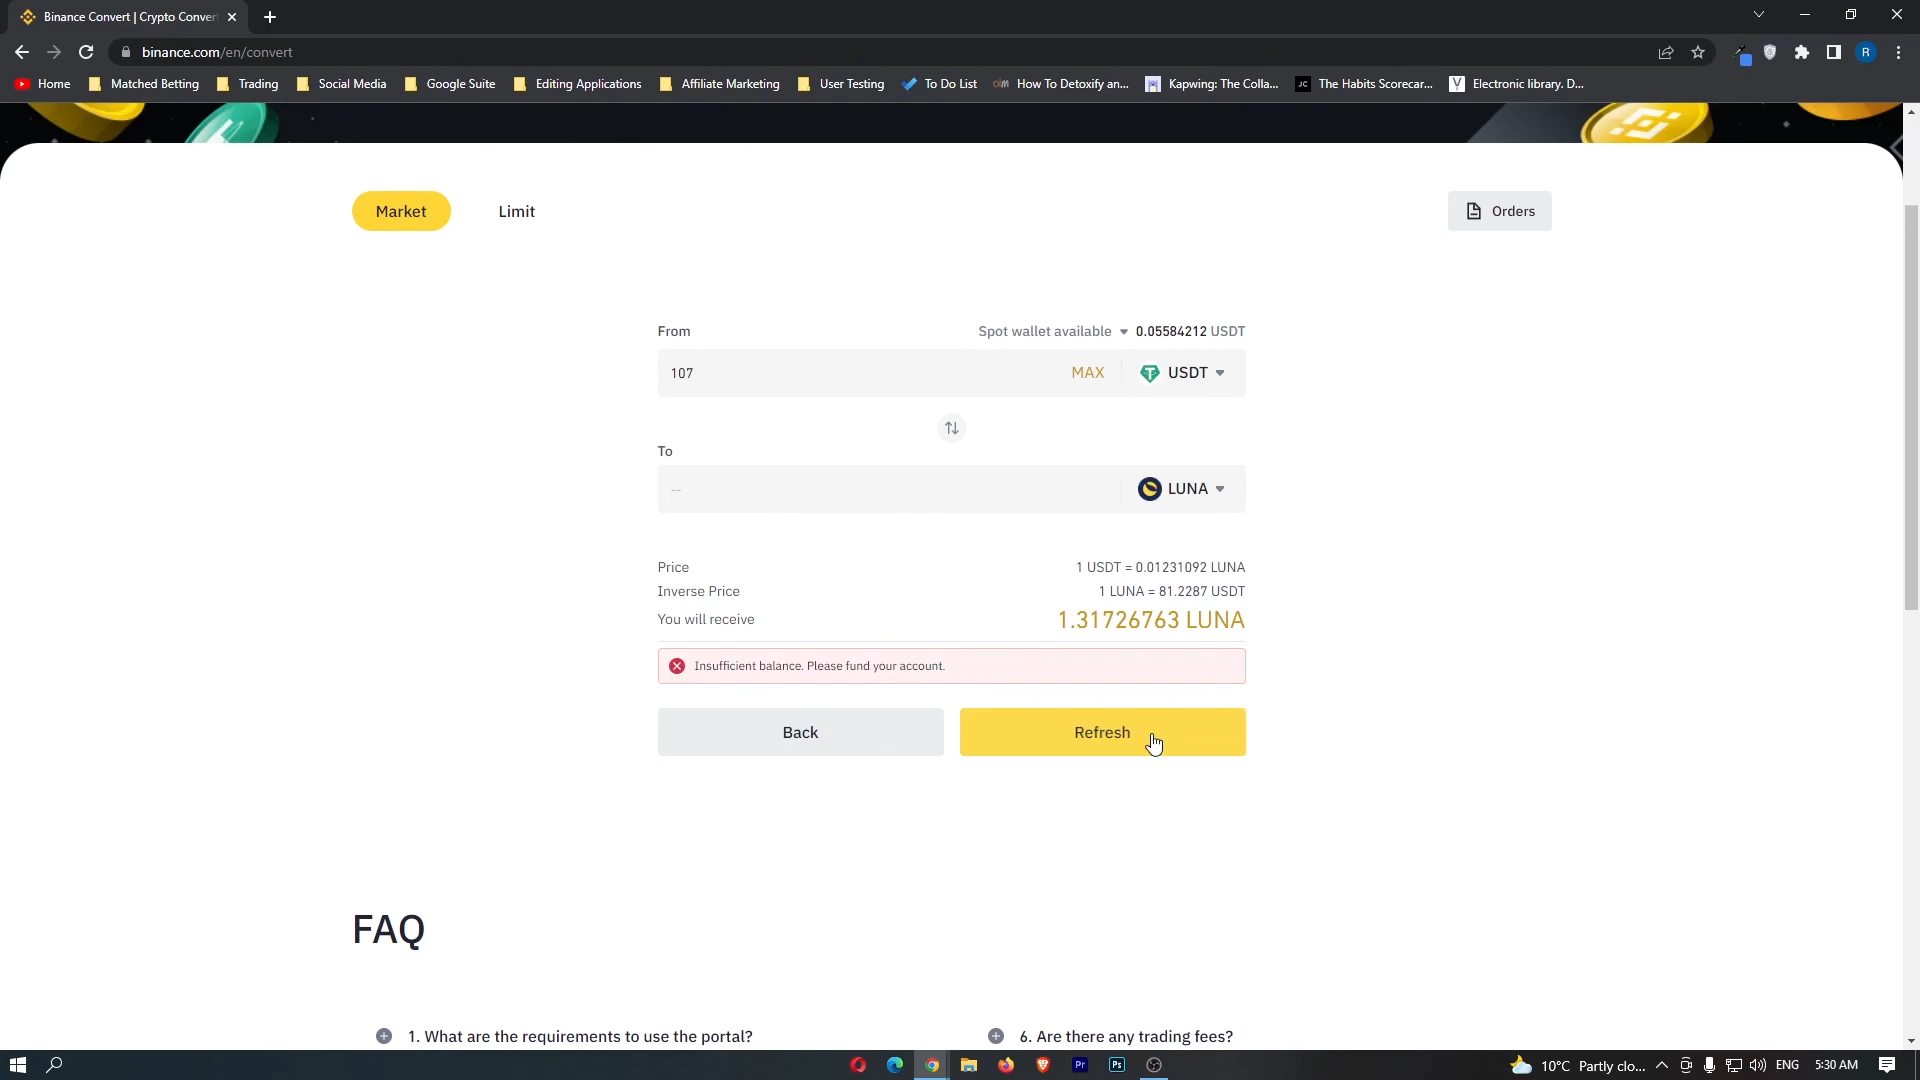 Binance Convert | Crypto Conver
binance.com/en/convert
R
Home Matched Betting Trading Social Media Google Suite Editing Applications Affiliate Marketing User Testing To Do List How To Detoxify an... JC The Habits Scorecar... Kapwing: The Colla... Electronic library. D...
Market Limit Orders
From Spot wallet available 0.05584212 USDT
107 MAX USDT
To
-- LUNA
Price 1 USDT = 0.01231092 LUNA
Inverse Price 1 LUNA = 81.2287 USDT
You will receive 1.31726763 LUNA
Insufficient balance. Please fund your account.
Back Refresh
FAQ
1. What are the requirements to use the portal? 6. Are there any trading fees?
Pr Ps 10°C Partly clo... ENG 5:30 AM